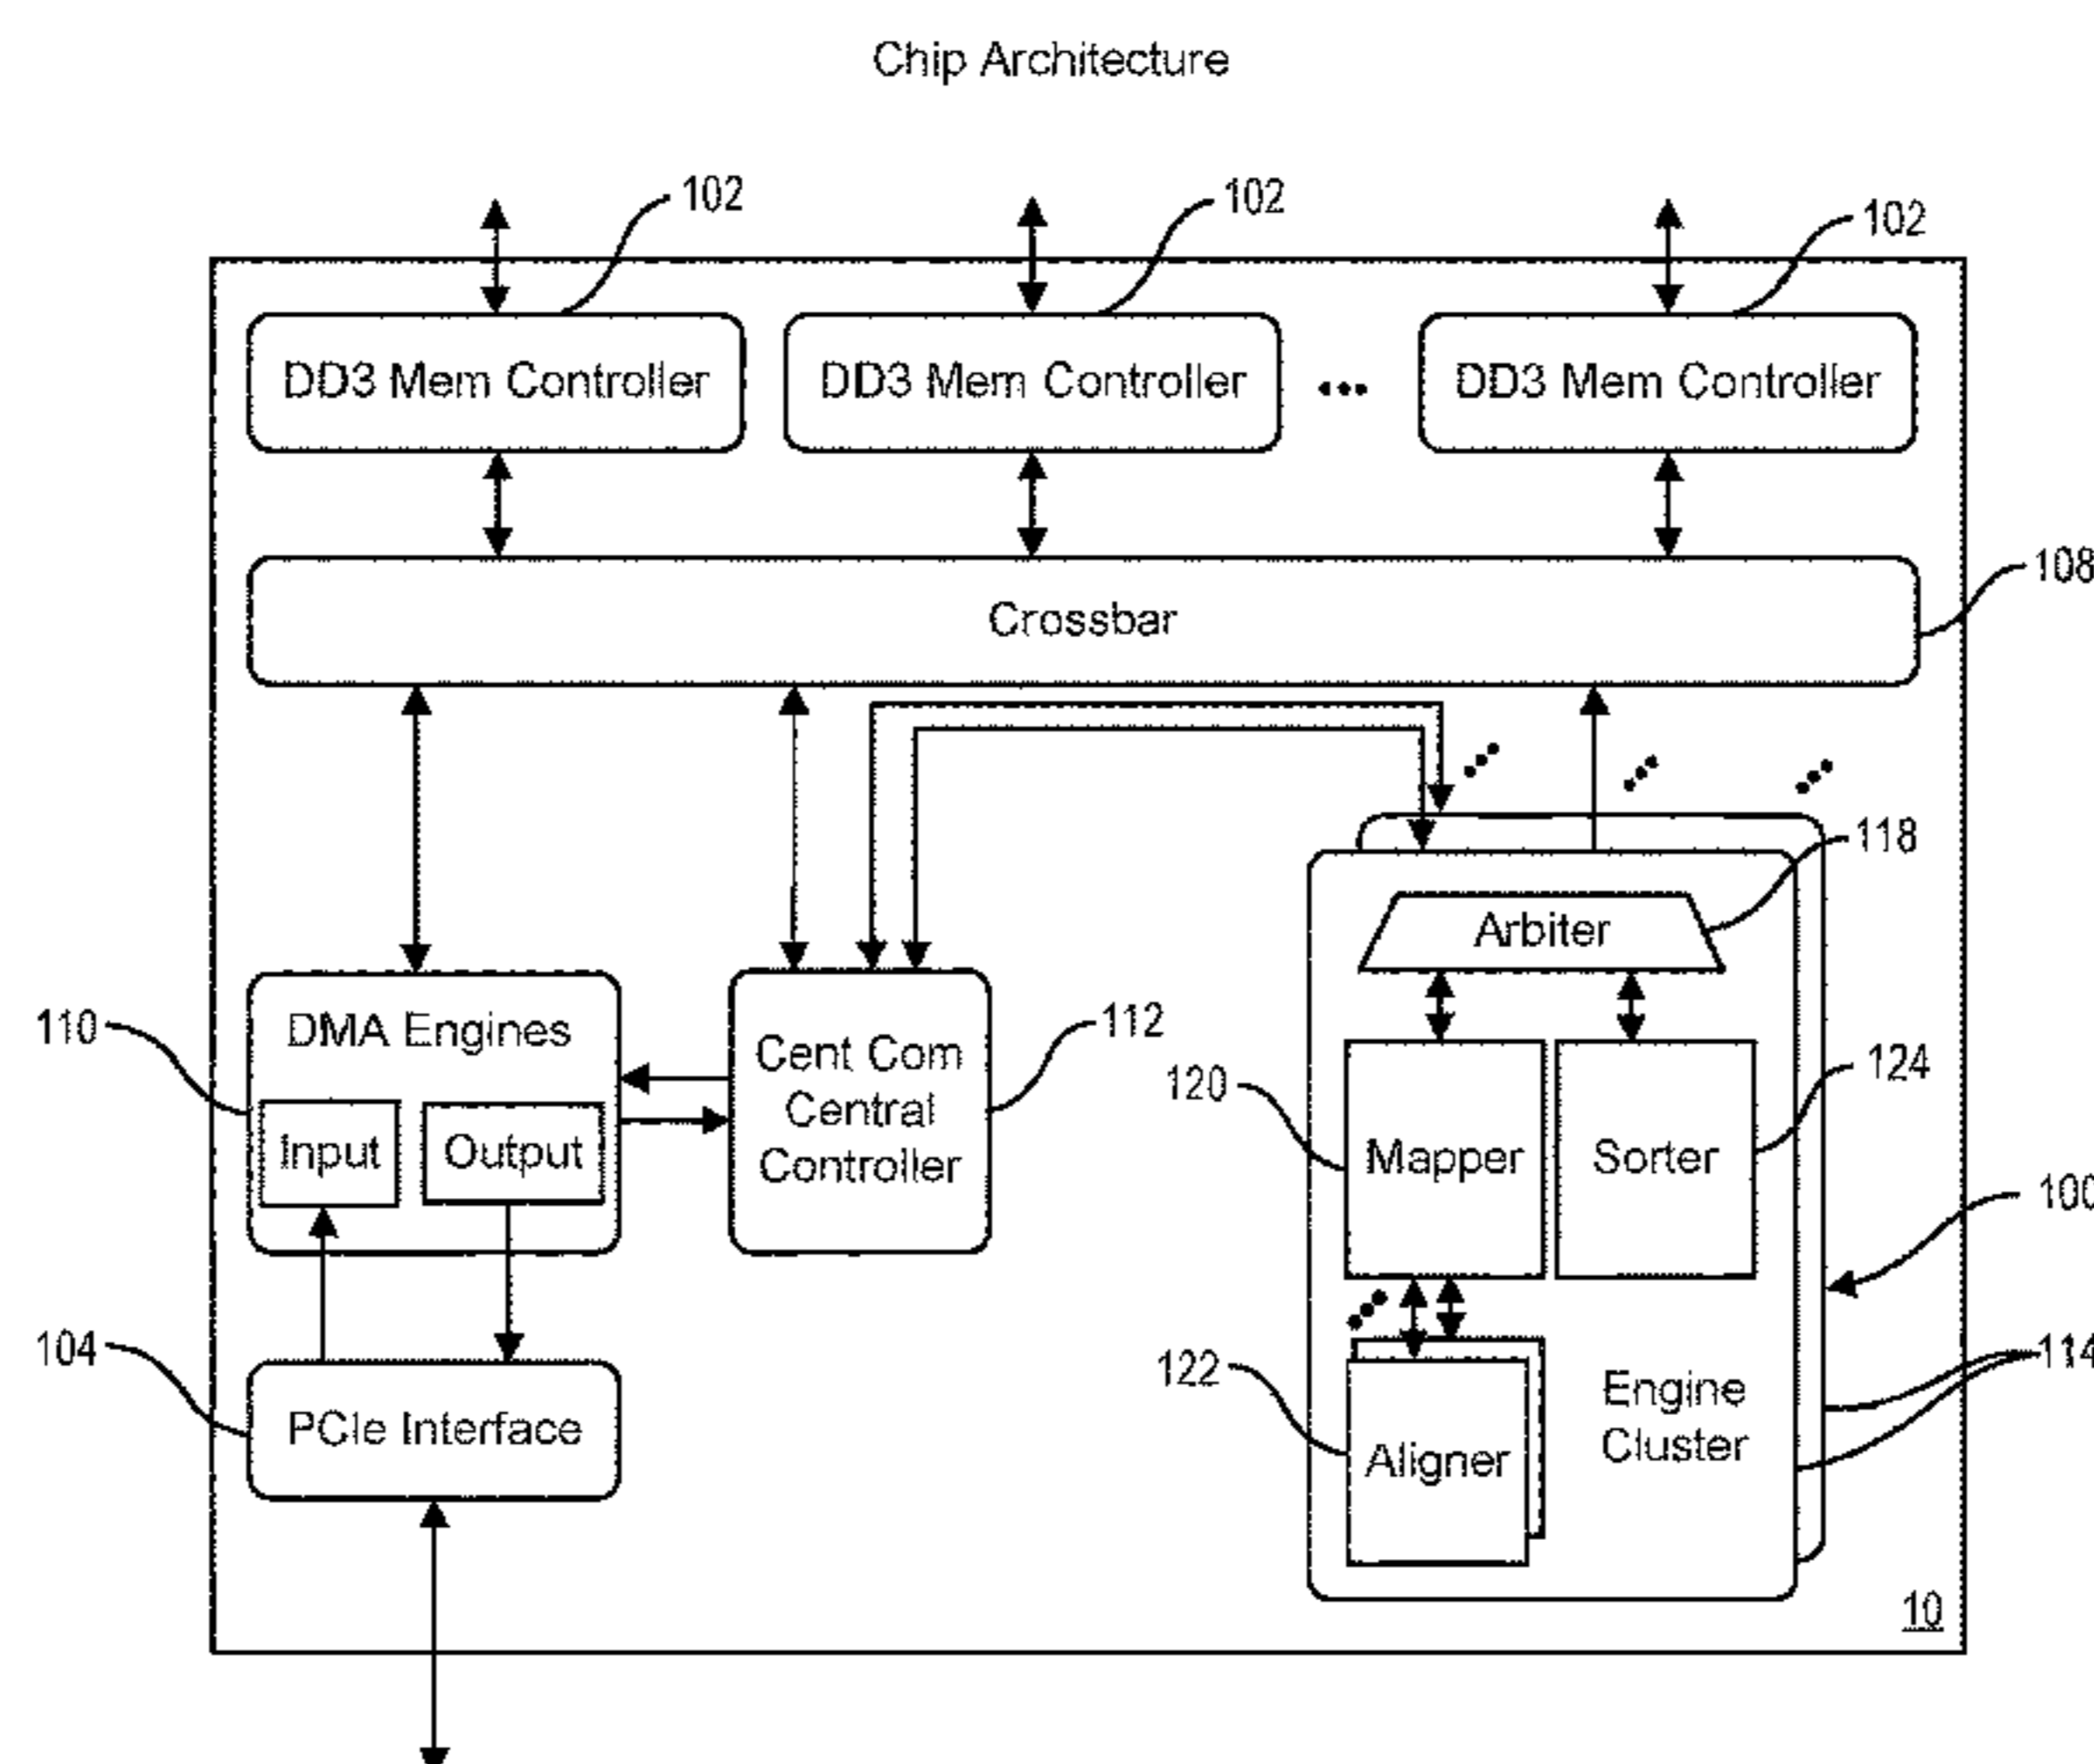 Chip Architecture
102
102
102
DD3 Mem Controller
DD3 Mem Controller
DD3 Mem Controller
108
Crossbar
118
Arbiter
110
DMA Engines
Input
Output
Cent Com
Central
Controller
112
120
Mapper
Sorter
124
100
104
PCIe Interface
122
Aligner
Engine
Cluster
114
10